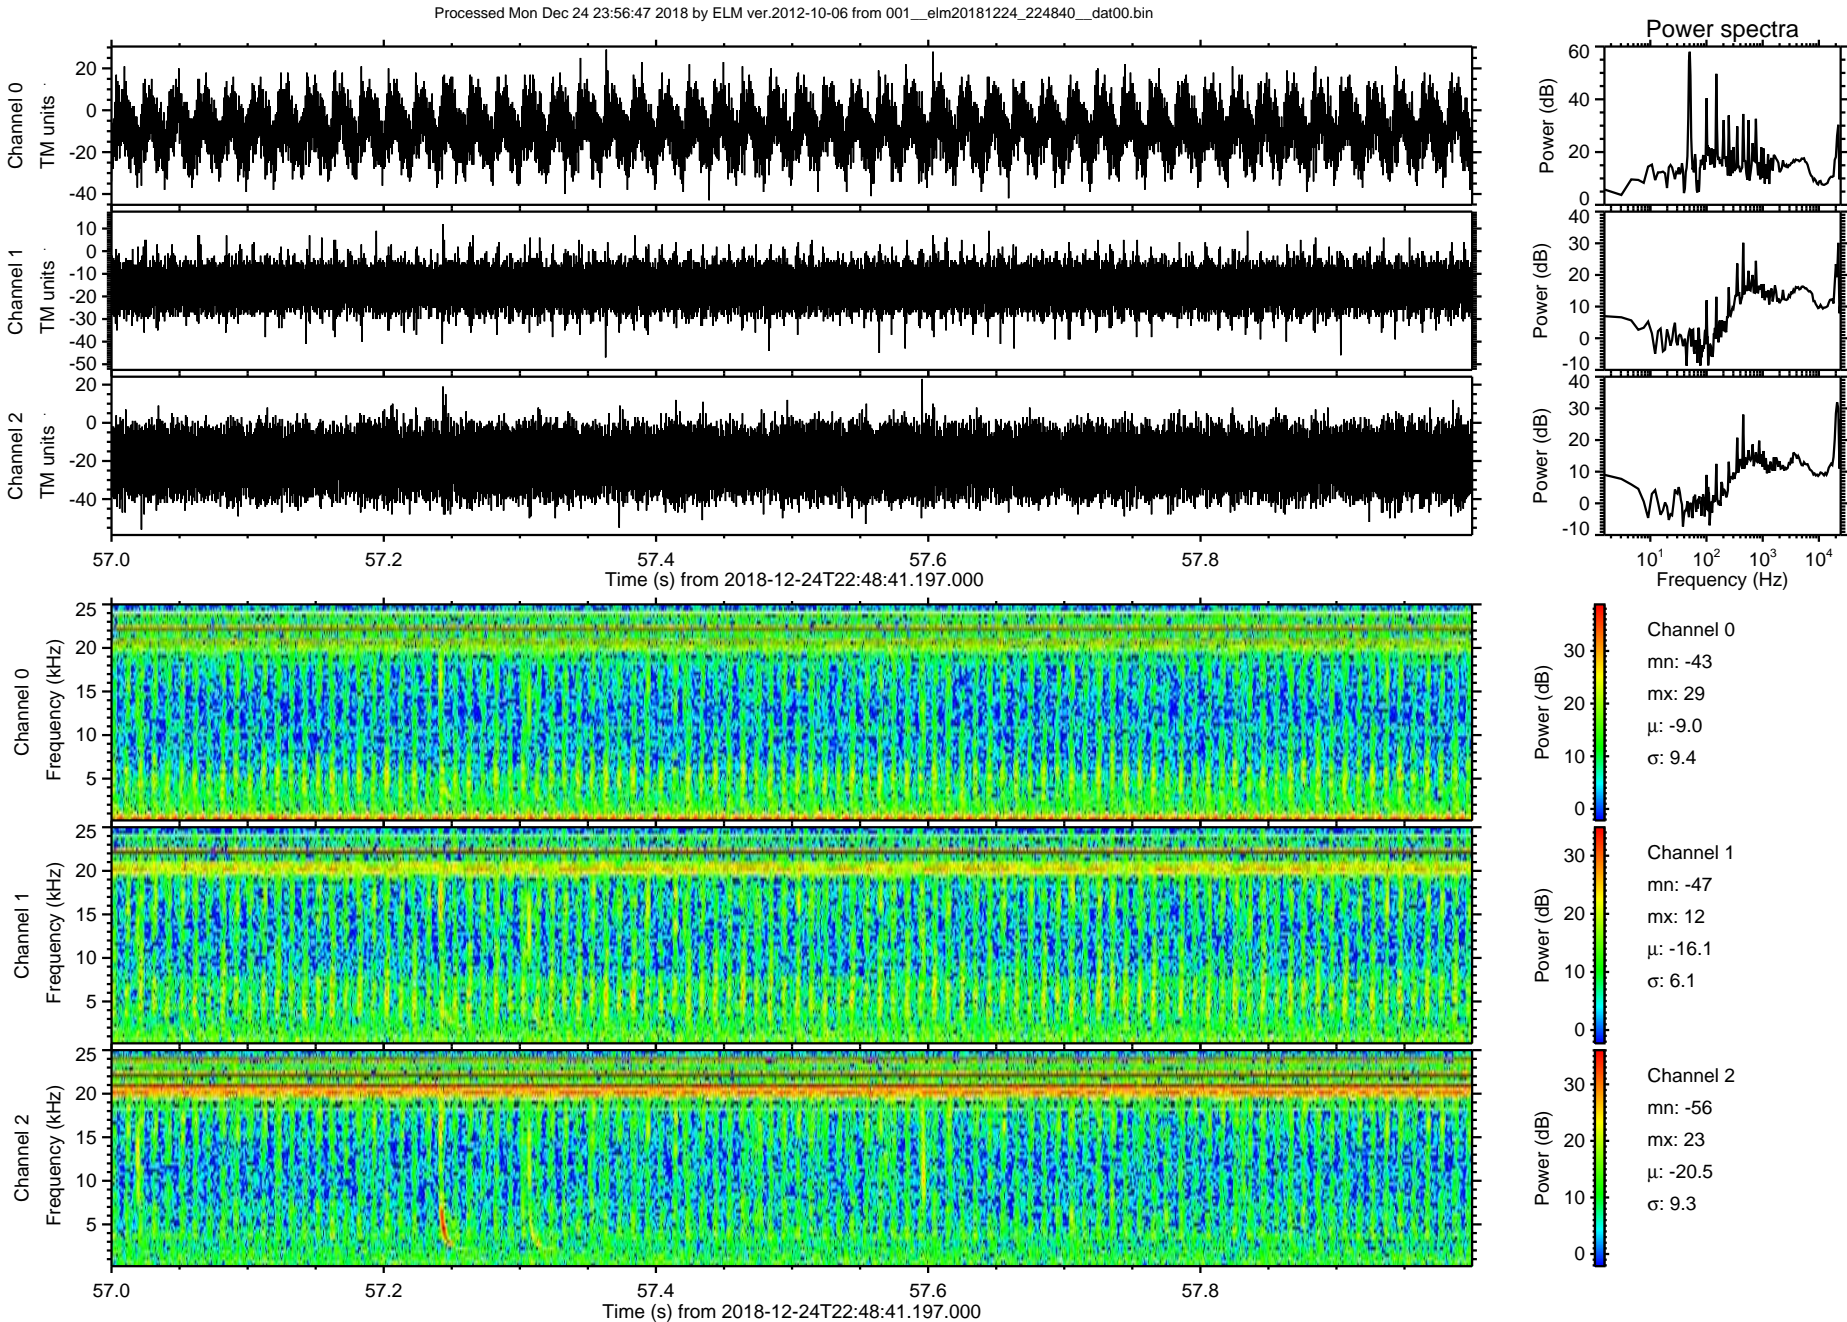 Processed Mon Dec 24 23:56:47 2018 by ELM ver.2012-10-06 from 001__elm20181224_224840__dat00.bin
Power spectra
Channel 0
TM units
20
0
-20
-40
Power (dB)
60
40
20
0
Channel 1
TM units
10
0
-10
-20
-30
-40
-50
Power (dB)
40
30
20
10
0
-10
Channel 2
TM units
20
0
-20
-40
Power (dB)
40
30
20
10
0
-10
57.0 57.2 57.4 57.6 57.8
Time (s) from 2018-12-24T22:48:41.197.000
10¹ 10² 10³ 10⁴
Frequency (Hz)
Channel 0
Frequency (kHz)
25
20
15
10
5
Power (dB)
30
20
10
0
Channel 0
mn: -43
mx: 29
μ: -9.0
σ: 9.4
Channel 1
Frequency (kHz)
25
20
15
10
5
Power (dB)
30
20
10
0
Channel 1
mn: -47
mx: 12
μ: -16.1
σ: 6.1
Channel 2
Frequency (kHz)
25
20
15
10
5
Power (dB)
30
20
10
0
Channel 2
mn: -56
mx: 23
μ: -20.5
σ: 9.3
57.0 57.2 57.4 57.6 57.8
Time (s) from 2018-12-24T22:48:41.197.000